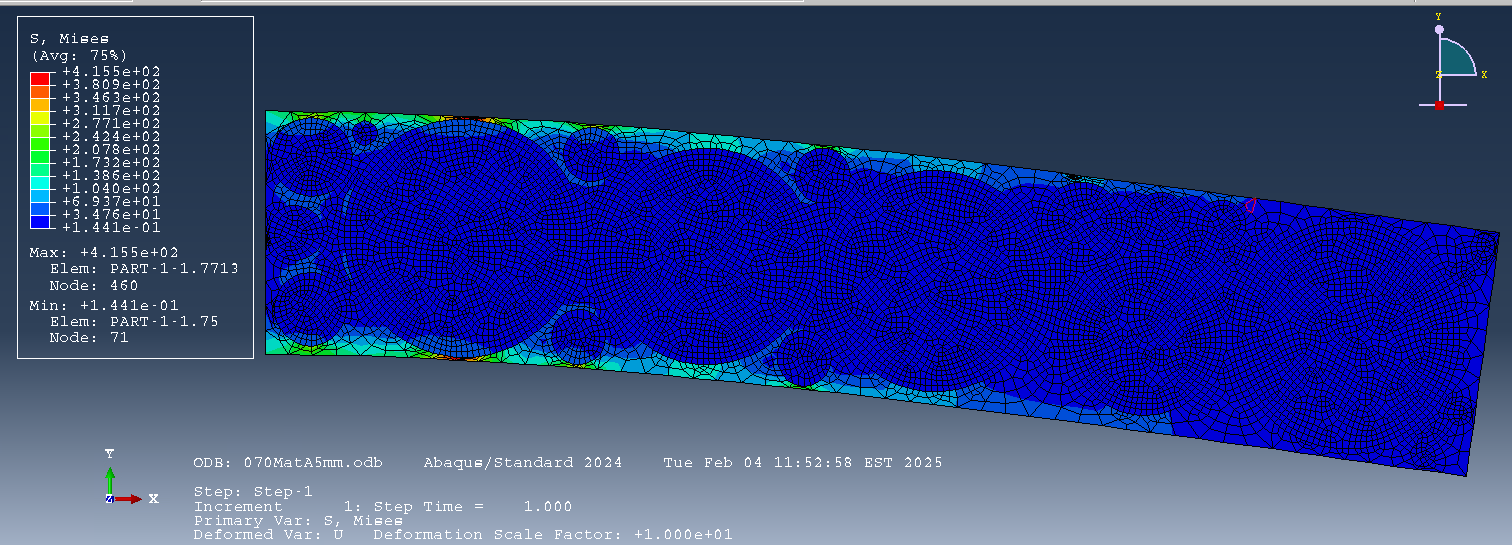 S, Mises
(Avg: 75%)
+4.155e+02
+3.809e+02
+3.463e+02
+3.117e+02
+2.771e+02
+2.424e+02
+2.078e+02
+1.732e+02
+1.386e+02
+1.040e+02
+6.937e+01
+3.476e+01
+1.441e-01
Max: +4.155e+02
Elem: PART-1-1.7713
Node: 460
Min: +1.441e-01
Elem: PART-1-1.75
Node: 71
Y
Z X
Y
Z X
ODB: 070MatA5mm.odb Abaqus/Standard 2024 Tue Feb 04 11:52:58 EST 2025
Step: Step-1
Increment 1: Step Time = 1.000
Primary Var: S, Mises
Deformed Var: U Deformation Scale Factor: +1.000e+01